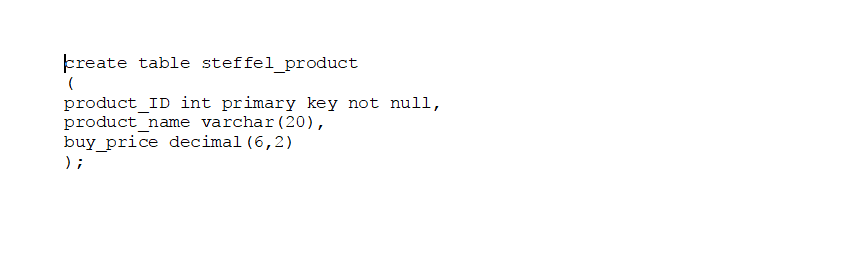 create table steffel_product
(
product_ID int primary key not null,
product_name varchar(20),
buy_price decimal(6,2)
);